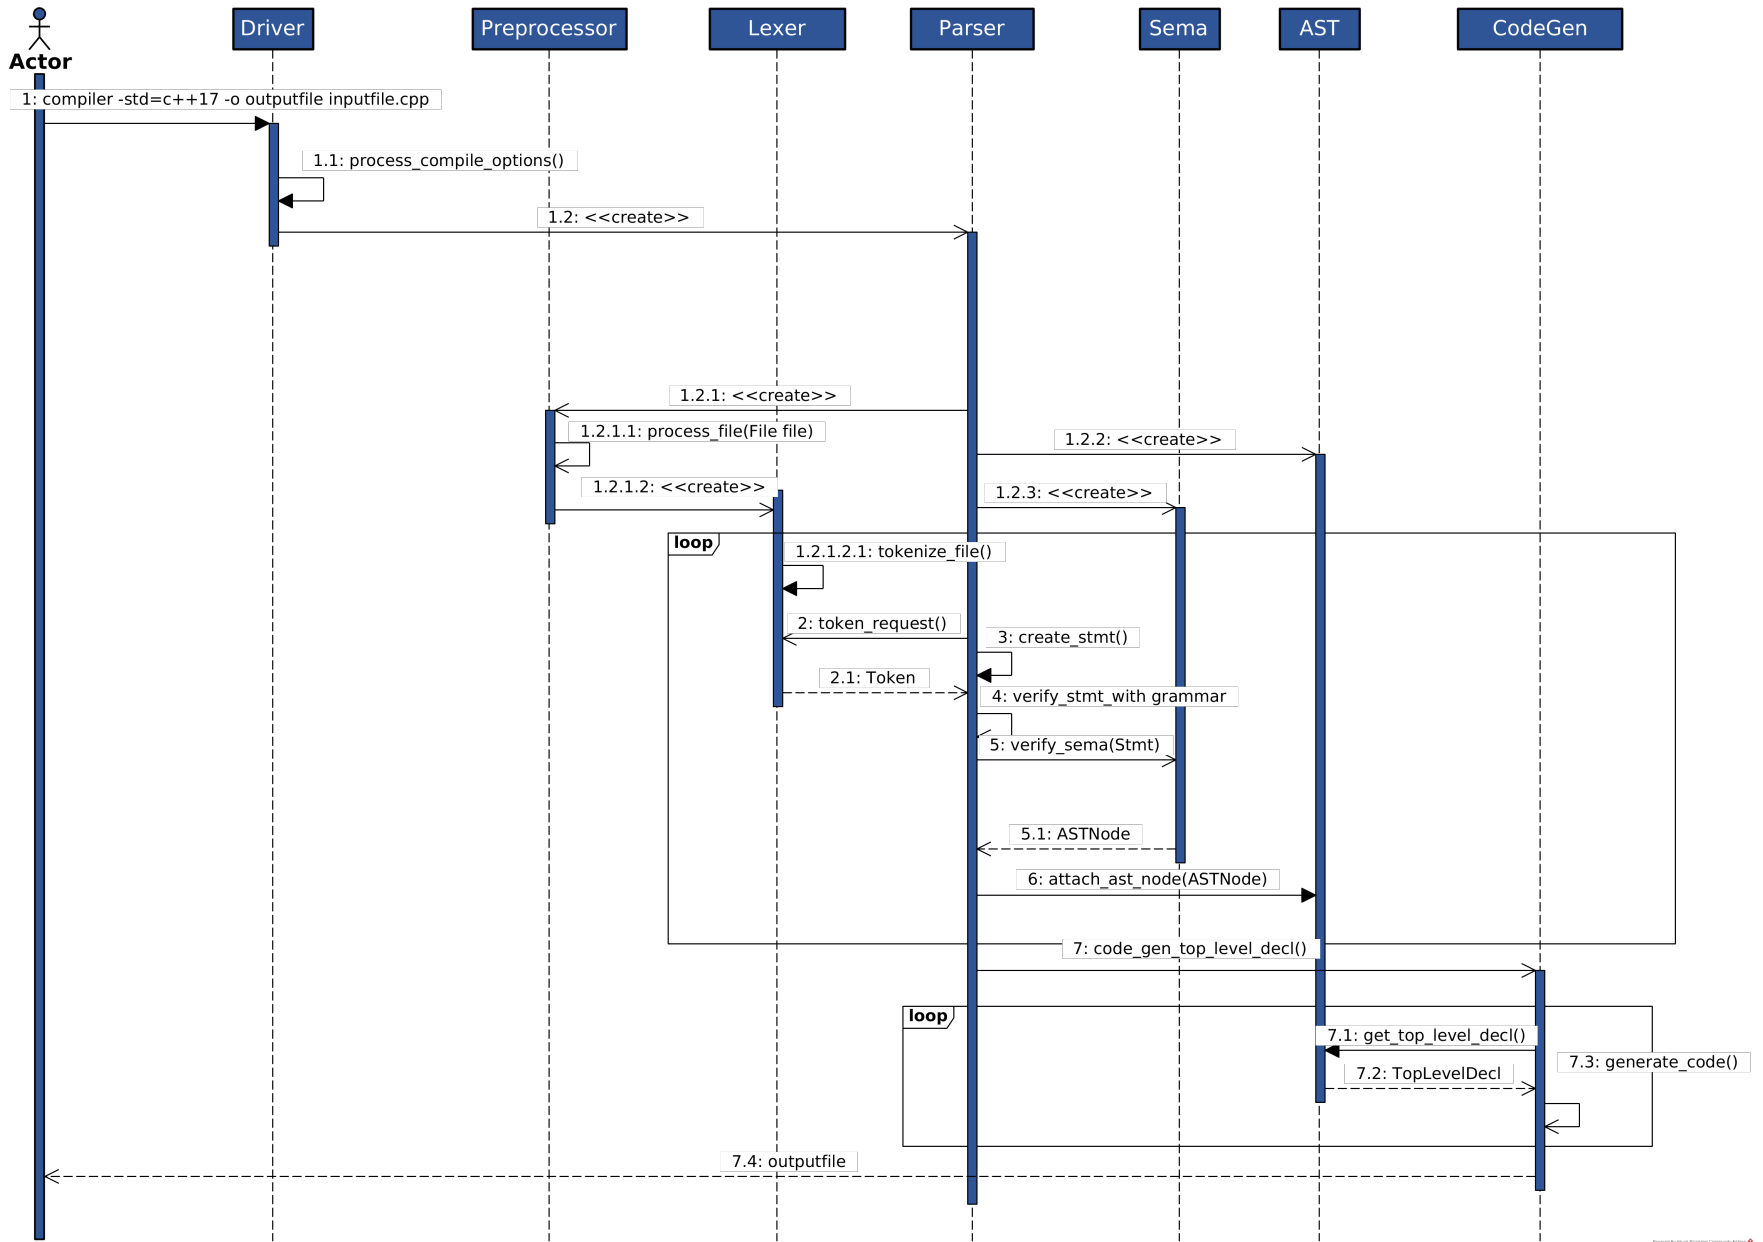 Driver
Preprocessor
Lexer
Parser
Sema
AST
CodeGen
Actor
1: compiler -std=c++17 -o outputfile inputfile.cpp
1.1: process_compile_options()
1.2: <<create>>
1.2.1: <<create>>
1.2.1.1: process_file(File file)
1.2.2: <<create>>
1.2.1.2: <<create>>
1.2.3: <<create>>
loop
1.2.1.2.1: tokenize_file()
2: token_request()
3: create_stmt()
2.1: Token
4: verify_stmt_with grammar
5: verify_sema(Stmt)
5.1: ASTNode
6: attach_ast_node(ASTNode)
7: code_gen_top_level_decl()
loop
7.1: get_top_level_decl()
7.3: generate_code()
7.2: TopLevelDecl
7.4: outputfile